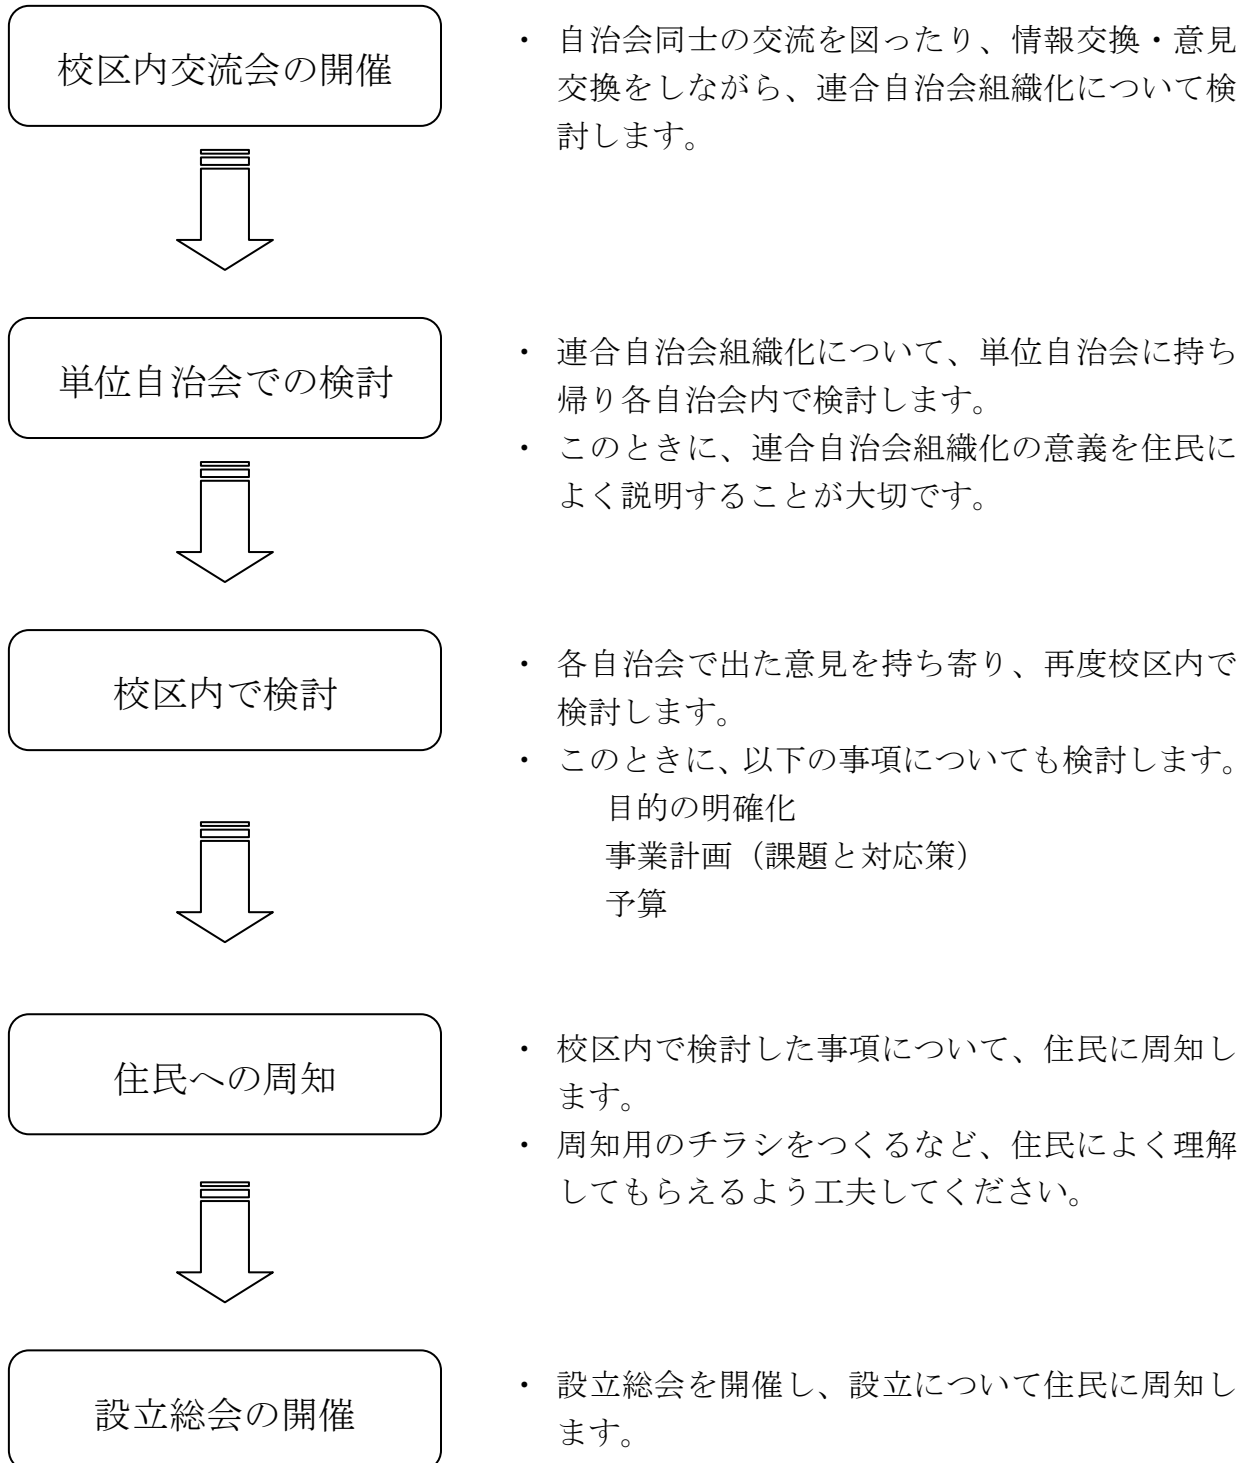 校区内交流会の開催
・ 自治会同士の交流を図ったり、情報交換・意見
交換をしながら、連合自治会組織化について検
討します。
単位自治会での検討
・ 連合自治会組織化について、単位自治会に持ち
帰り各自治会内で検討します。
・ このときに、連合自治会組織化の意義を住民に
よく説明することが大切です。
校区内で検討
・ 各自治会で出た意見を持ち寄り、再度校区内で
検討します。
・ このときに、以下の事項についても検討します。
目的の明確化
事業計画（課題と対応策）
予算
住民への周知
・ 校区内で検討した事項について、住民に周知し
ます。
・ 周知用のチラシをつくるなど、住民によく理解
してもらえるよう工夫してください。
設立総会の開催
・ 設立総会を開催し、設立について住民に周知し
ます。